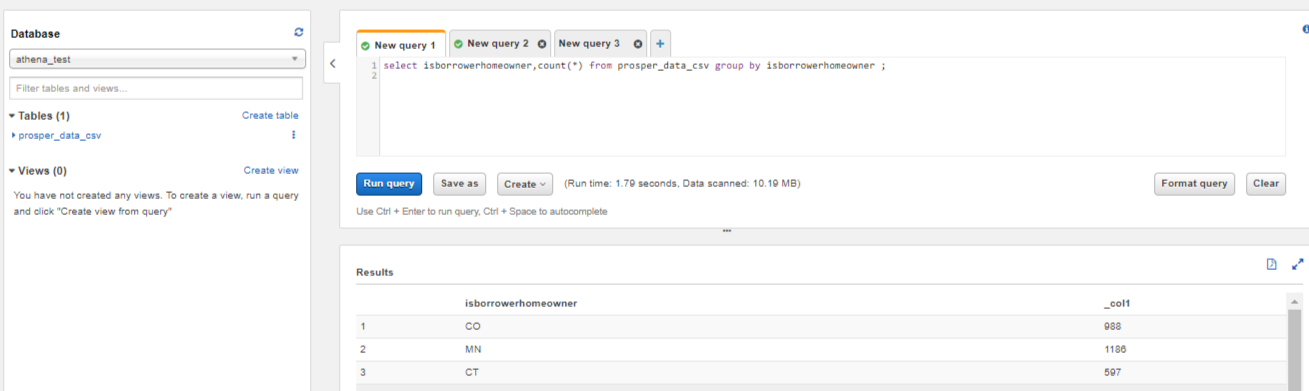 Database
athena_test
Filter tables and views...
Tables (1) Create table
prosper_data_csv
Views (0) Create view
You have not created any views. To create a view, run a query
and click "Create view from query"
New query 1 New query 2 New query 3 +
1 select isborrowerhomeowner,count(*) from prosper_data_csv group by isborrowerhomeowner ;
2
Run query Save as Create (Run time: 1.79 seconds, Data scanned: 10.19 MB) Format query Clear
Use Ctrl + Enter to run query, Ctrl + Space to autocomplete
Results
isborrowerhomeowner _col1
1 CO 988
2 MN 1186
3 CT 597